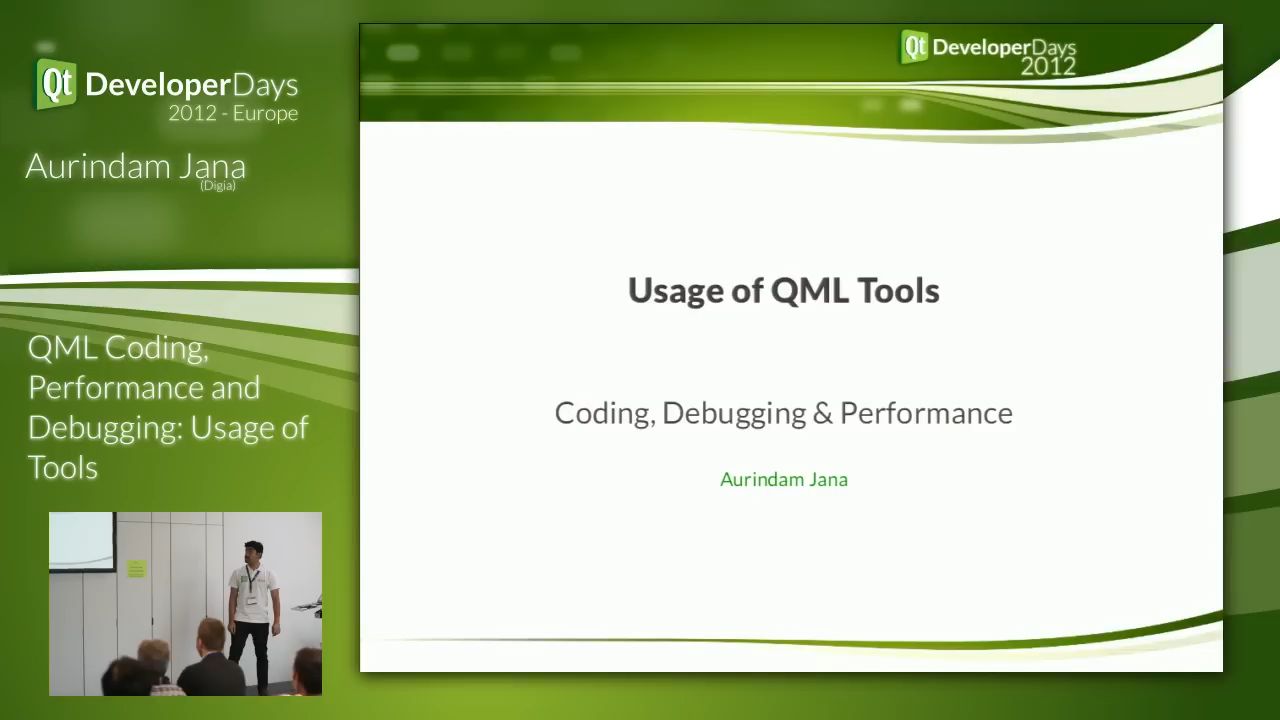 Qt DeveloperDays
2012 - Europe
Aurindam Jana
(Digia)
QML Coding,
Performance and
Debugging: Usage of
Tools
Qt DeveloperDays
2012
Usage of QML Tools
Coding, Debugging & Performance
Aurindam Jana